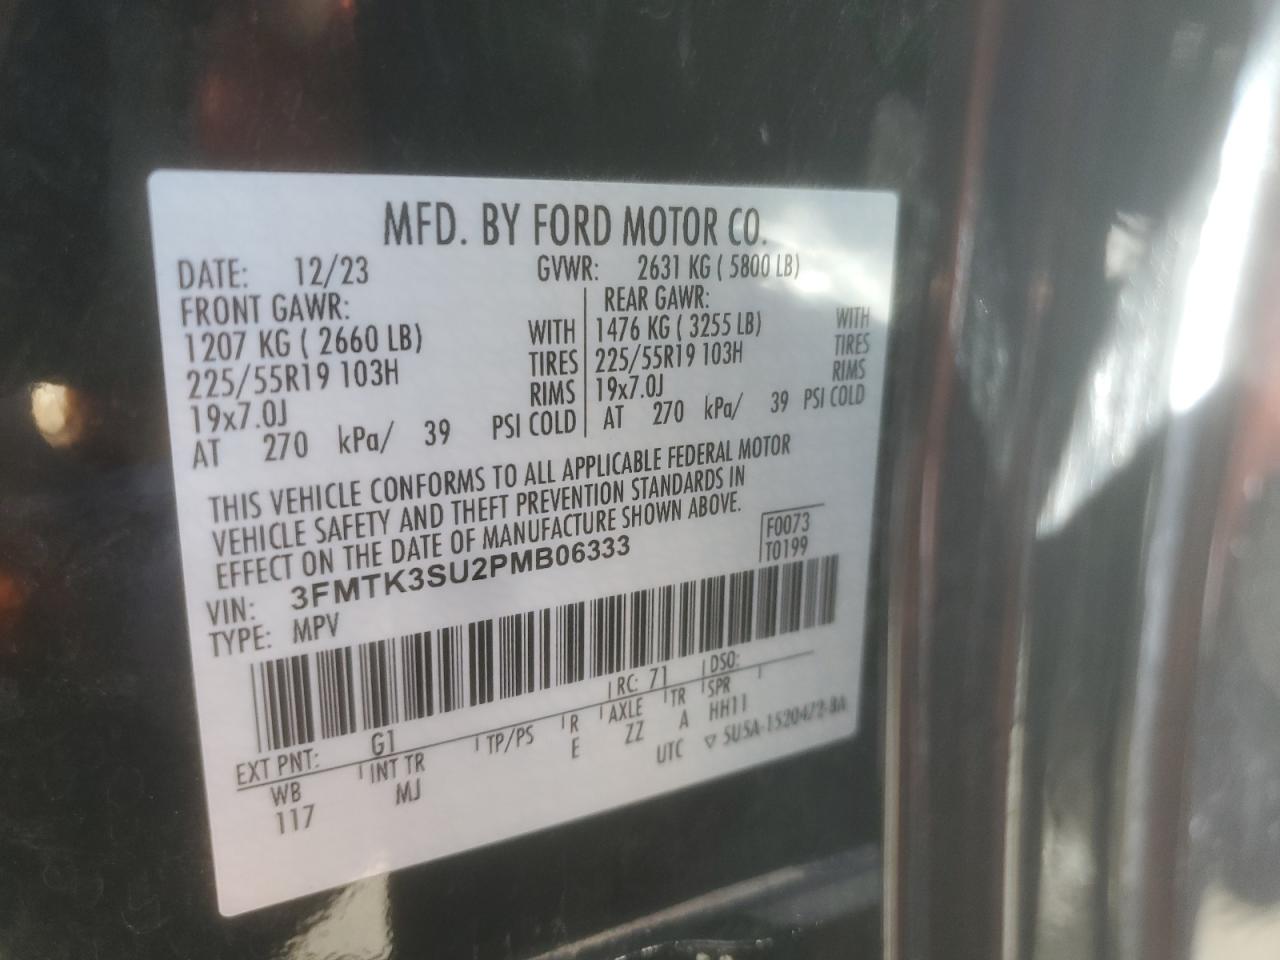 MFD. BY FORD MOTOR CO.
DATE: 12/23 GVWR: 2631 KG ( 5800 LB)
FRONT GAWR: REAR GAWR:
1207 KG ( 2660 LB) WITH 1476 KG ( 3255 LB) WITH
225/55R19 103H TIRES 225/55R19 103H TIRES
19x7.0J RIMS 19x7.0J RIMS
AT 270 kPa/ 39 PSI COLD AT 270 kPa/ 39 PSI COLD
THIS VEHICLE CONFORMS TO ALL APPLICABLE FEDERAL MOTOR
VEHICLE SAFETY AND THEFT PREVENTION STANDARDS IN
EFFECT ON THE DATE OF MANUFACTURE SHOWN ABOVE.
F0073
T0199
VIN: 3FMTK3SU2PMB06333
TYPE: MPV
EXT PNT: G1 RC: 71 DSO:
WB INT TR TP/PS R AXLE TR SPR
117 MJ E ZZ A HH11
UTC ▽ 5U5A-1520472-BA